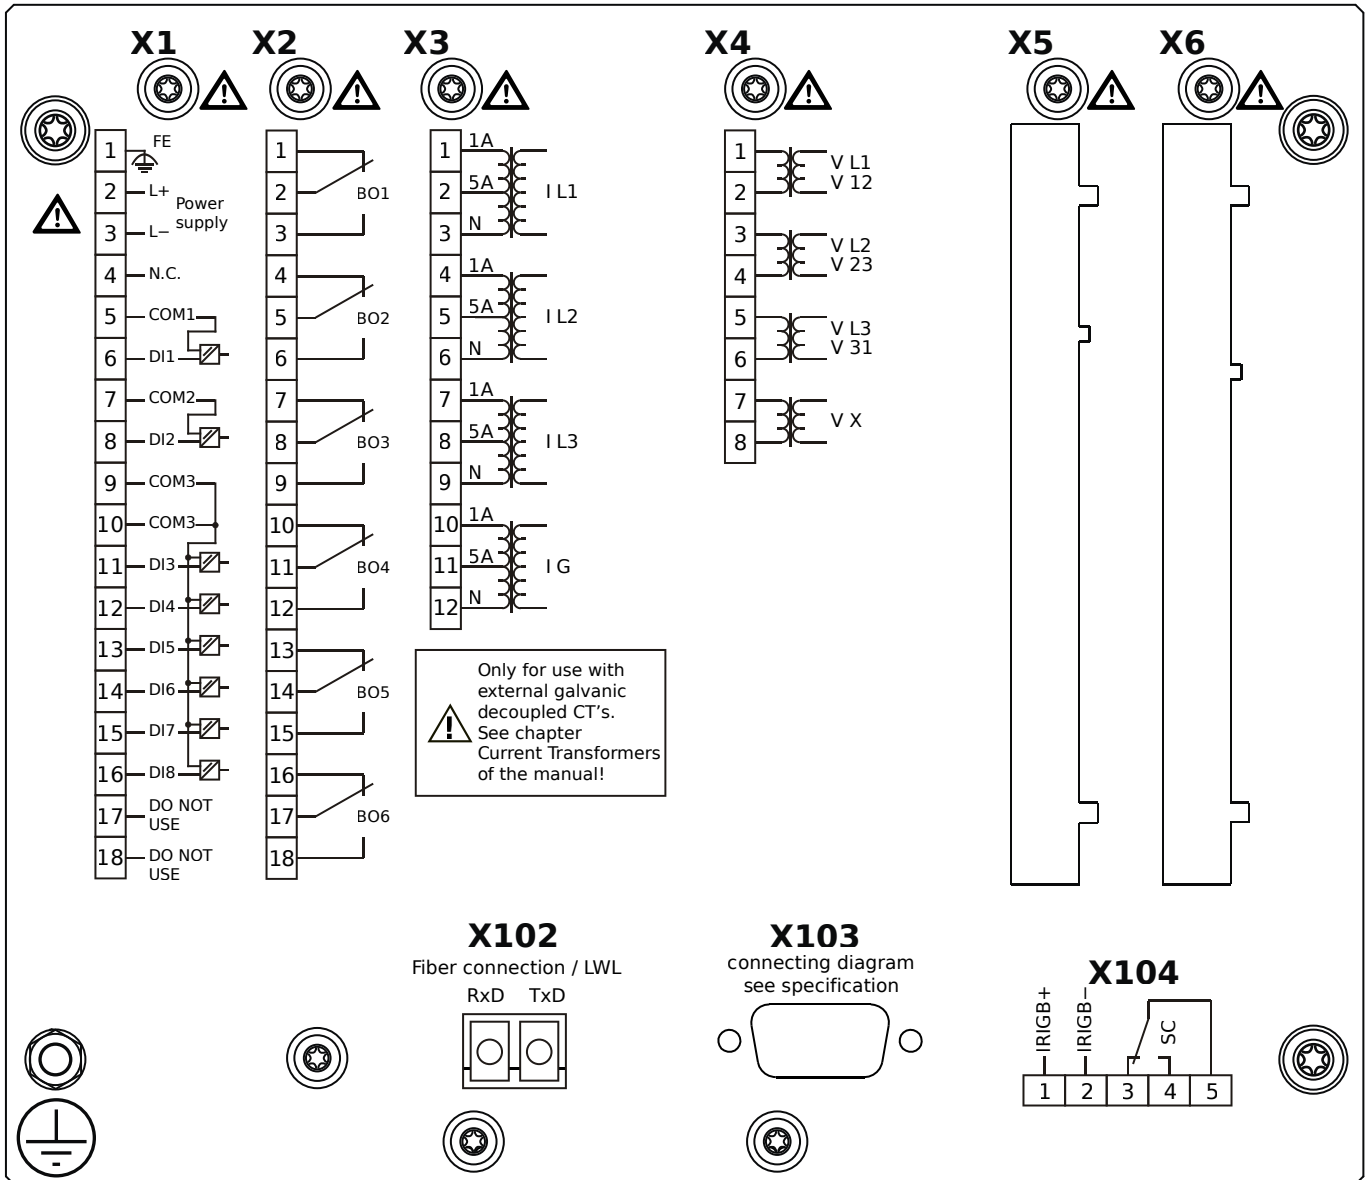 X1
X2
X3
X4
X5
X6
1 FE
2 L+
Power
supply
3 L−
4 N.C.
5 COM1
6 DI1
7 COM2
8 DI2
9 COM3
10 COM3
11 DI3
12 DI4
13 DI5
14 DI6
15 DI7
16 DI8
17 DO NOT
USE
18 DO NOT
USE
1
2 BO1
3
4
5 BO2
6
7
8 BO3
9
10
11 BO4
12
13
14 BO5
15
16
17 BO6
18
1 1A
2 5A I L1
3 N
4 1A
5 5A I L2
6 N
7 1A
8 5A I L3
9 N
10 1A
11 5A I G
12 N
Only for use with
external galvanic
decoupled CT's.
See chapter
Current Transformers
of the manual!
1 V L1
2 V 12
3 V L2
4 V 23
5 V L3
6 V 31
7 V X
8
X102
Fiber connection / LWL
RxD TxD
X103
connecting diagram
see specification
X104
IRIGB+
IRIGB−
SC
1 2 3 4 5